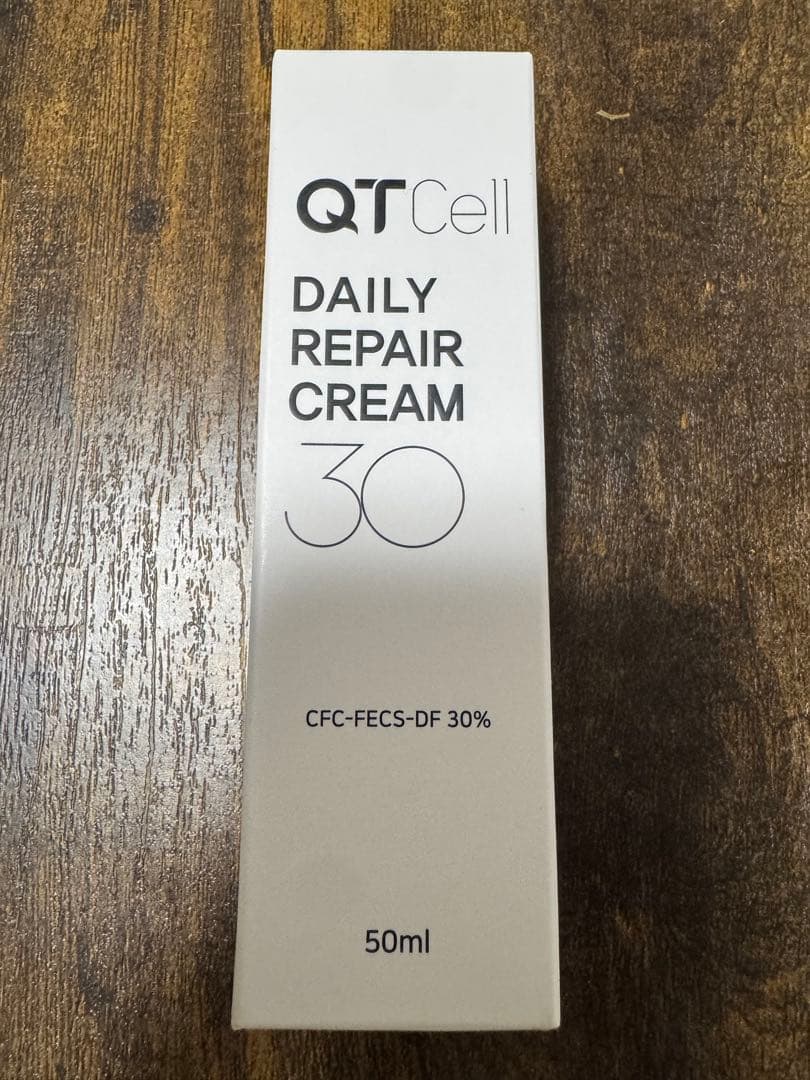 QTCell
DAILY
REPAIR
CREAM
30
CFC-FECS-DF 30%
50ml